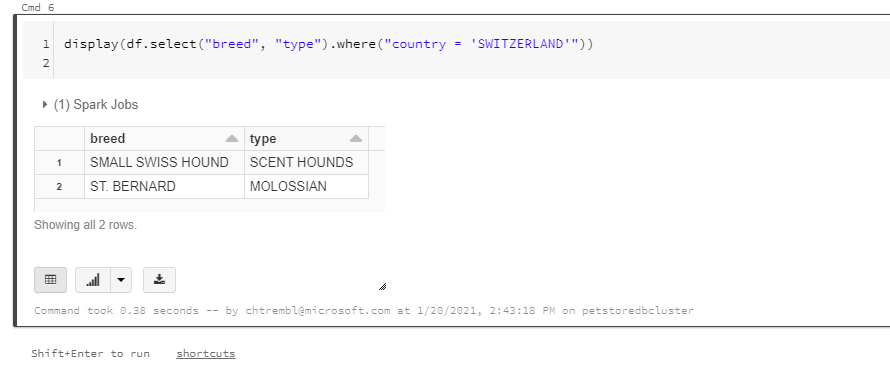 Cmd 6
1 display(df.select("breed", "type").where("country = 'SWITZERLAND'"))
2
(1) Spark Jobs
breed type
1 SMALL SWISS HOUND SCENT HOUNDS
2 ST. BERNARD MOLOSSIAN
Showing all 2 rows.
Command took 0.38 seconds -- by chtrembl@microsoft.com at 1/20/2021, 2:43:18 PM on petstoredbcluster
Shift+Enter to run shortcuts